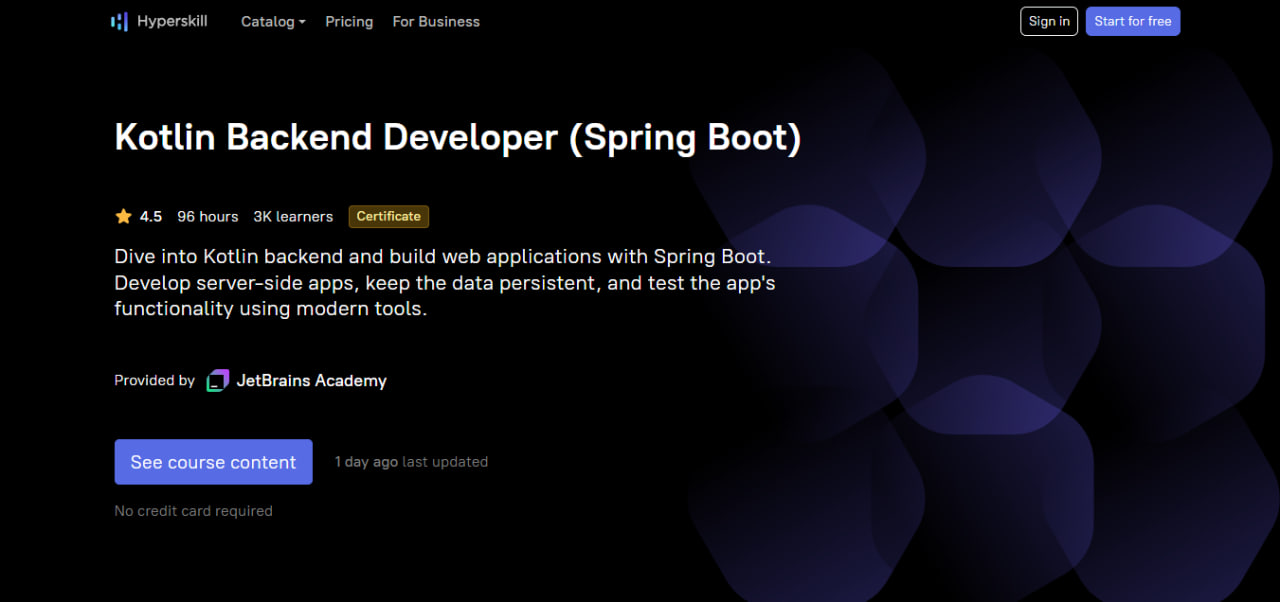 Hyperskill Catalog Pricing For Business Sign in Start for free
Kotlin Backend Developer (Spring Boot)
4.5 96 hours 3K learners Certificate
Dive into Kotlin backend and build web applications with Spring Boot.
Develop server-side apps, keep the data persistent, and test the app's
functionality using modern tools.
Provided by JetBrains Academy
See course content 1 day ago last updated
No credit card required